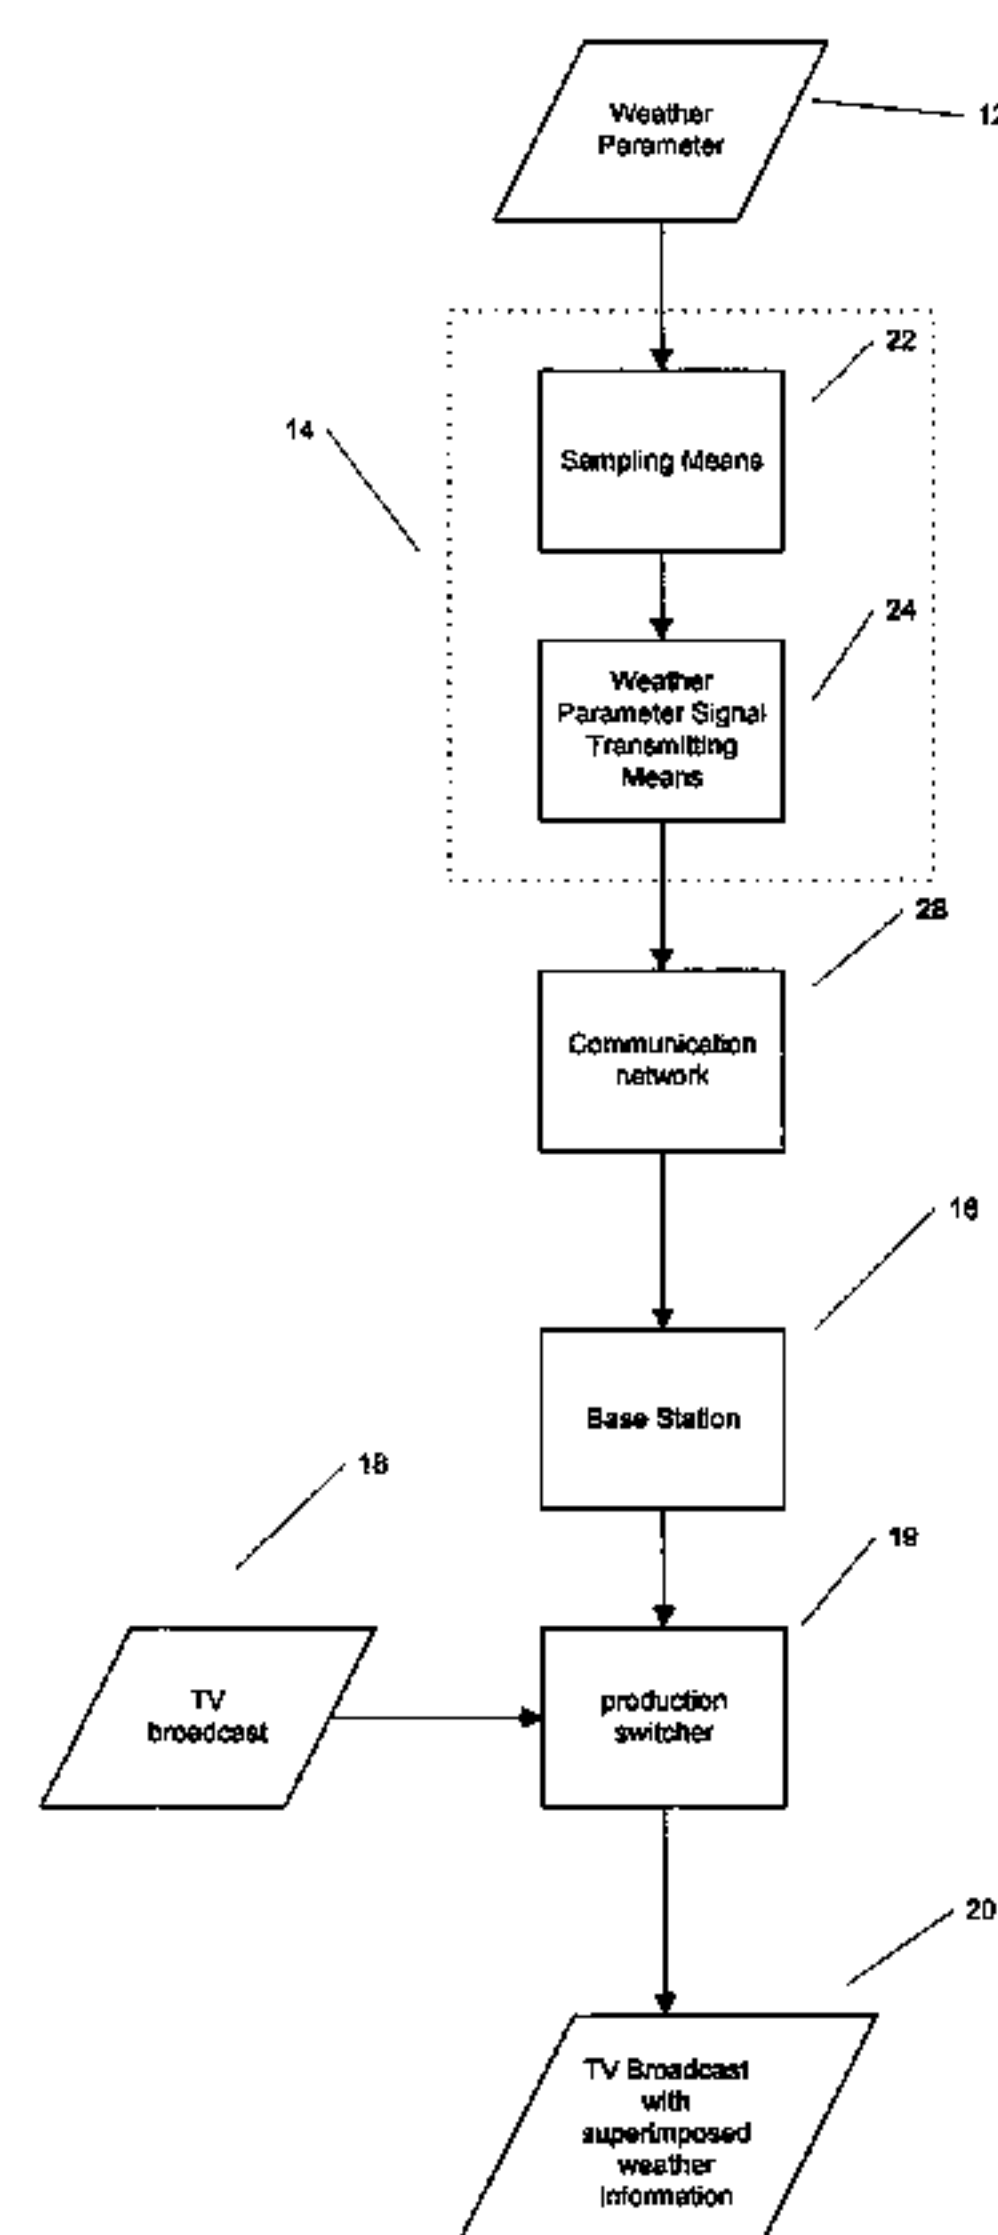 Weather
Parameter
12
22
14
Sampling Means
24
Weather
Parameter Signal
Transmitting
Means
28
Communication
network
16
Base Station
18
19
TV
broadcast
production
switcher
20
TV Broadcast
with
superimposed
weather
Information